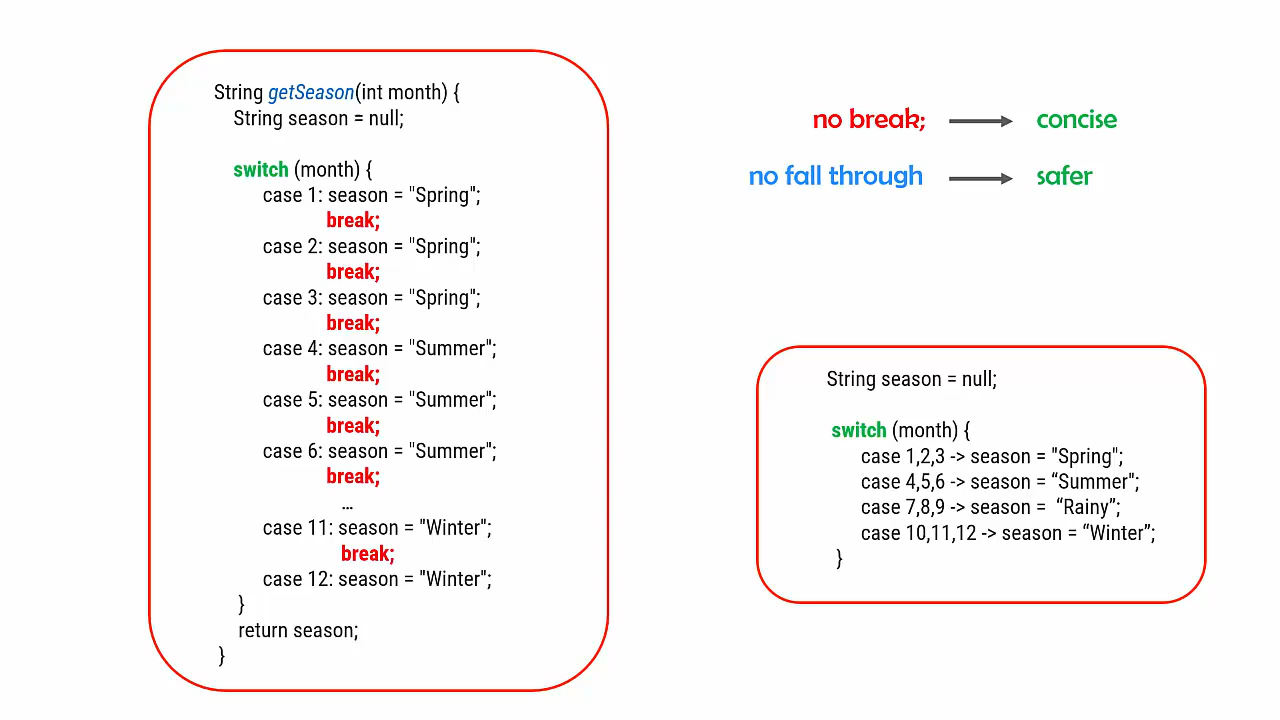 String getSeason(int month) {
String season = null;
switch (month) {
case 1: season = "Spring";
break;
case 2: season = "Spring";
break;
case 3: season = "Spring";
break;
case 4: season = "Summer";
break;
case 5: season = "Summer";
break;
case 6: season = "Summer";
break;
...
case 11: season = "Winter";
break;
case 12: season = "Winter";
}
return season;
}
no break; concise
no fall through safer
String season = null;
switch (month) {
case 1,2,3 -> season = "Spring";
case 4,5,6 -> season = “Summer";
case 7,8,9 -> season =  “Rainy”;
case 10,11,12 -> season = “Winter”;
}